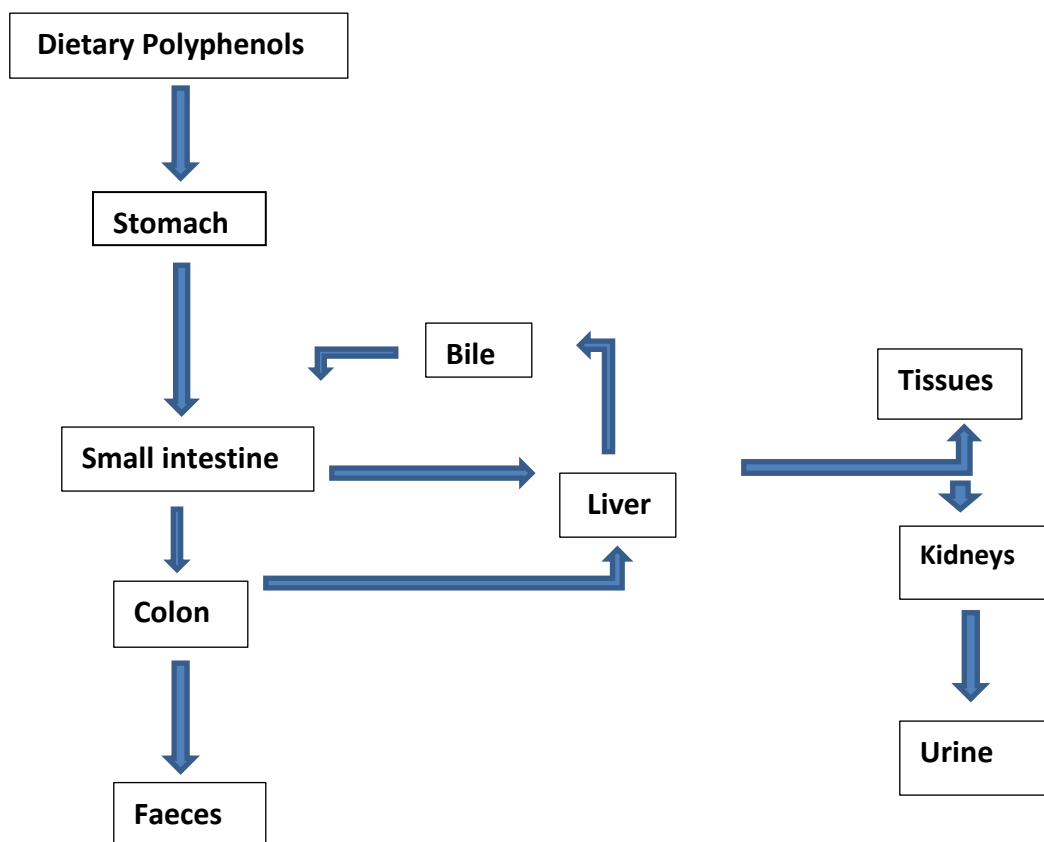 Dietary Polyphenols
Stomach
Bile
Tissues
Small intestine
Liver
Kidneys
Colon
Urine
Faeces